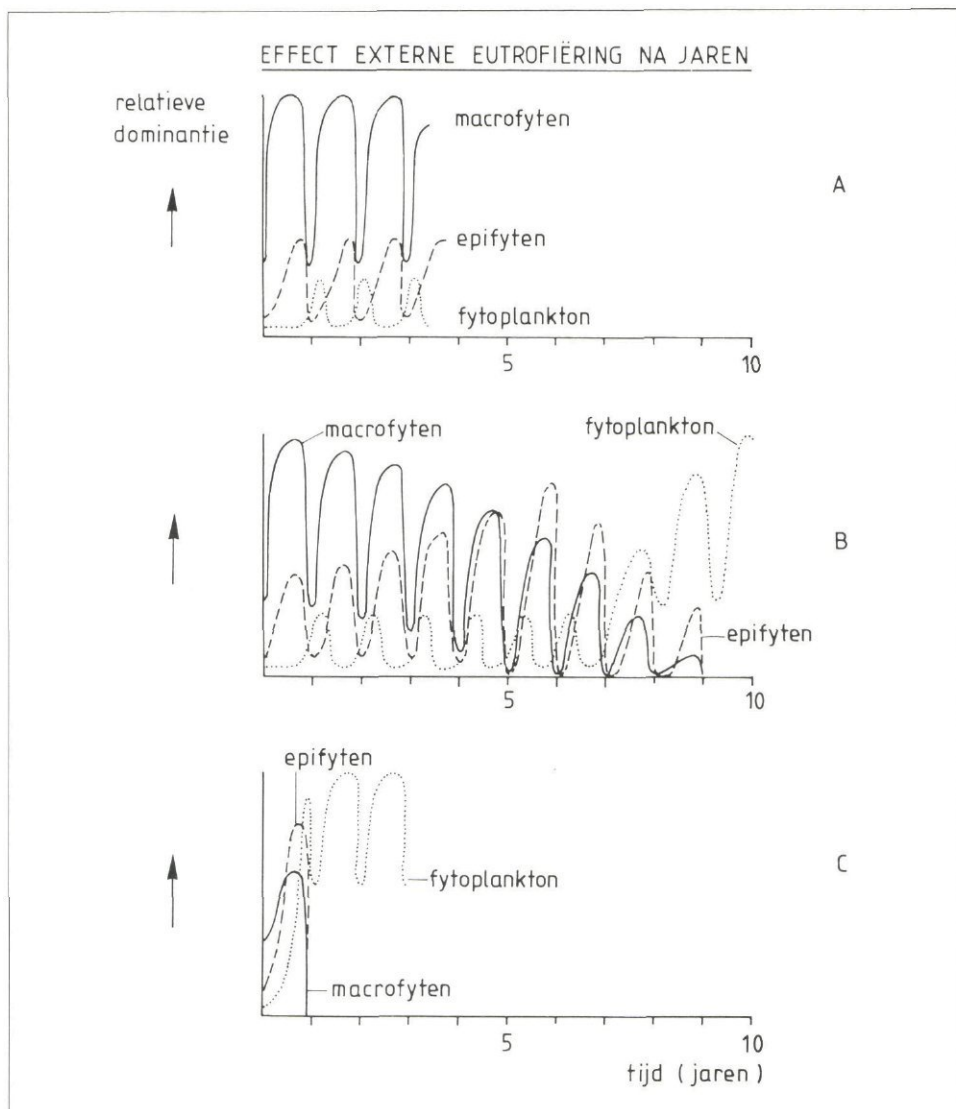 EFFECT EXTERNE EUTROFIËRING NA JAREN
relatieve
dominantie
macrofyten
A
epifyten
fytoplankton
5
10
macrofyten
fytoplankton
B
epifyten
5
10
epifyten
C
fytoplankton
macrofyten
5
10
tijd (jaren)